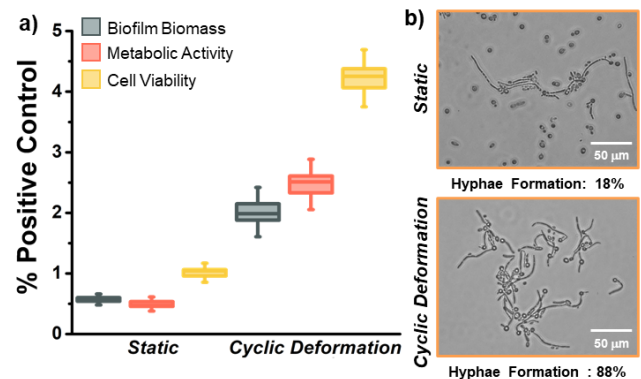 a)
Biofilm Biomass
Metabolic Activity
Cell Viability
% Positive Control
5
4
3
2
1
0
Static
Cyclic Deformation
b)
Static
50 μm
Hyphae Formation: 18%
Cyclic Deformation
50 μm
Hyphae Formation : 88%